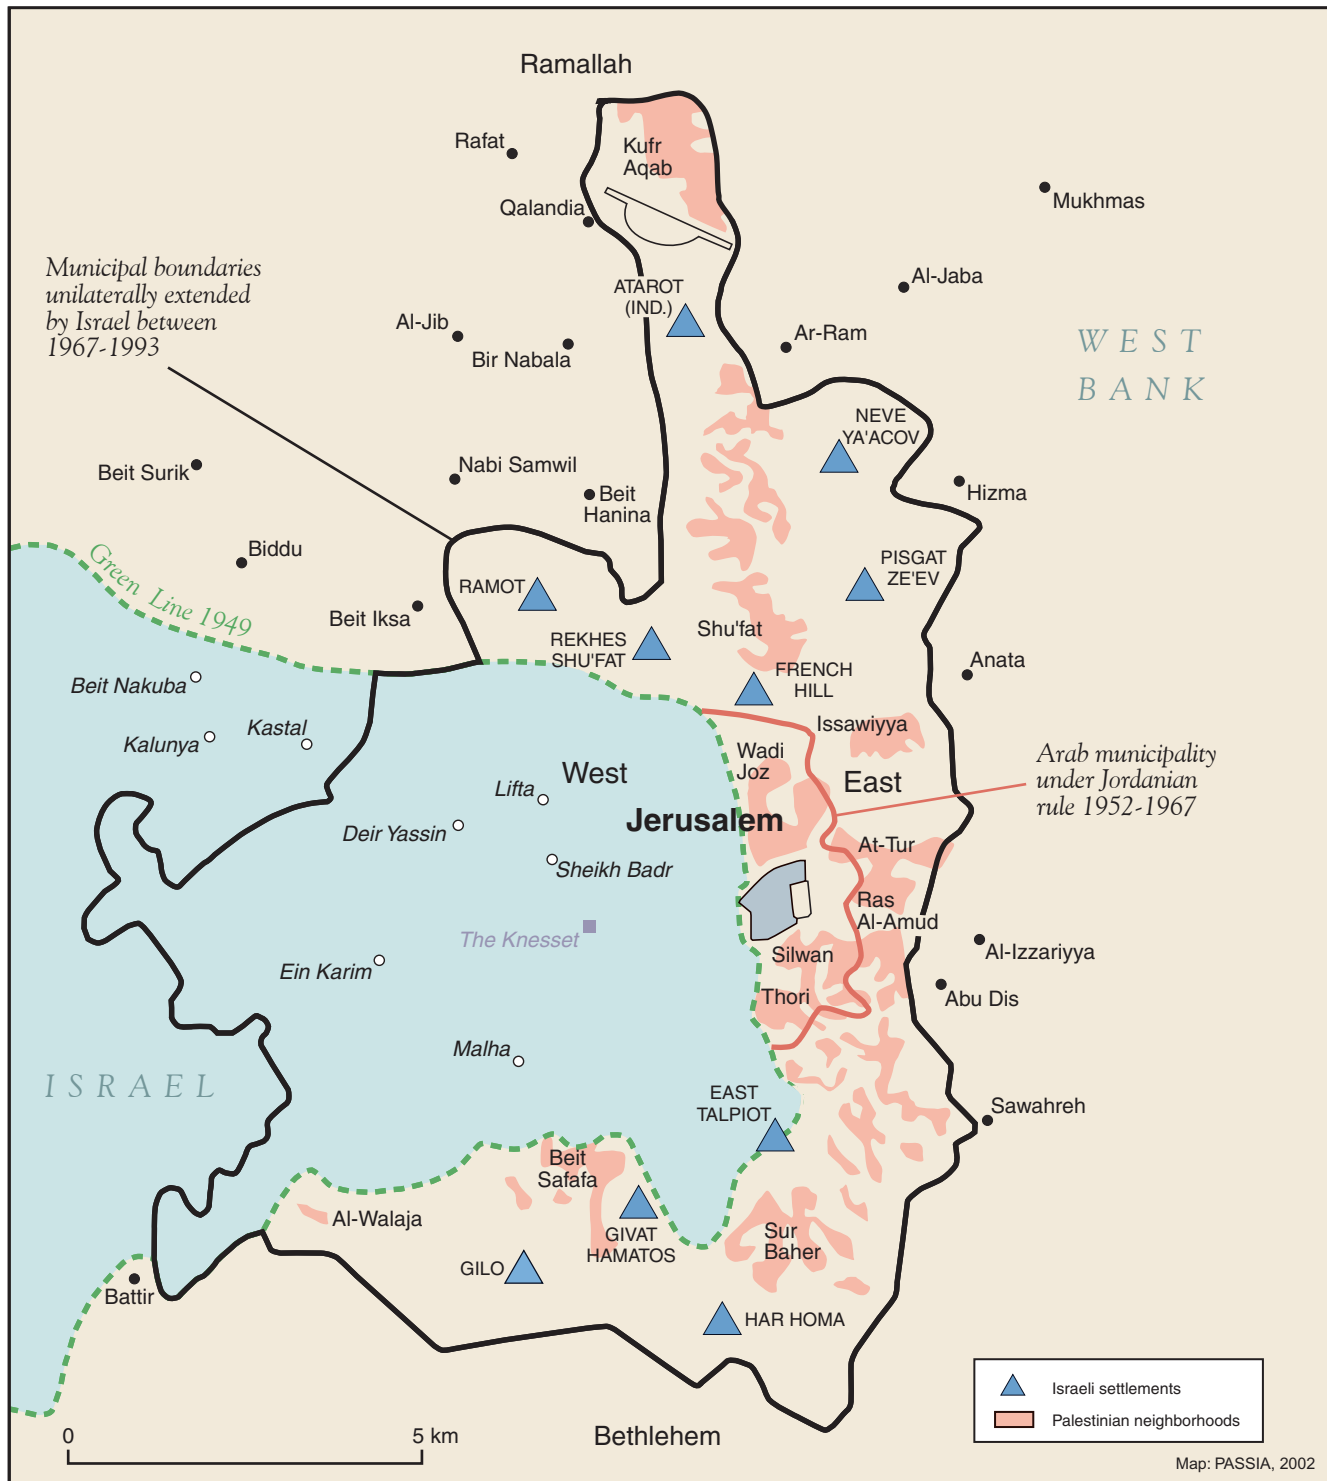 Ramallah
Rafat
Kufr
Aqab
Mukhmas
Qalandia
Municipal boundaries
unilaterally extended
by Israel between
1967-1993
ATAROT
(IND.)
Al-Jaba
Al-Jib
Bir Nabala
Ar-Ram
WEST
BANK
NEVE
YA'ACOV
Beit Surik
Nabi Samwil
Beit
Hanina
Hizma
Green Line 1949
Biddu
PISGAT
ZE'EV
RAMOT
Beit Iksa
REKHES
SHU'FAT
Shu'fat
Anata
FRENCH
HILL
Beit Nakuba
Kalunya
Kastal
Issawiyya
Wadi
Joz
West
East
Arab municipality
under Jordanian
rule 1952-1967
Lifta
Jerusalem
Deir Yassin
At-Tur
Sheikh Badr
Ras
Al-Amud
The Knesset
Silwan
Al-Izzariyya
Ein Karim
Thori
Abu Dis
Malha
ISRAEL
EAST
TALPIOT
Sawahreh
Beit
Safafa
Al-Walaja
GIVAT
HAMATOS
Sur
Baher
GILO
Battir
HAR HOMA
Israeli settlements
Palestinian neighborhoods
0
5 km
Bethlehem
Map: PASSIA, 2002